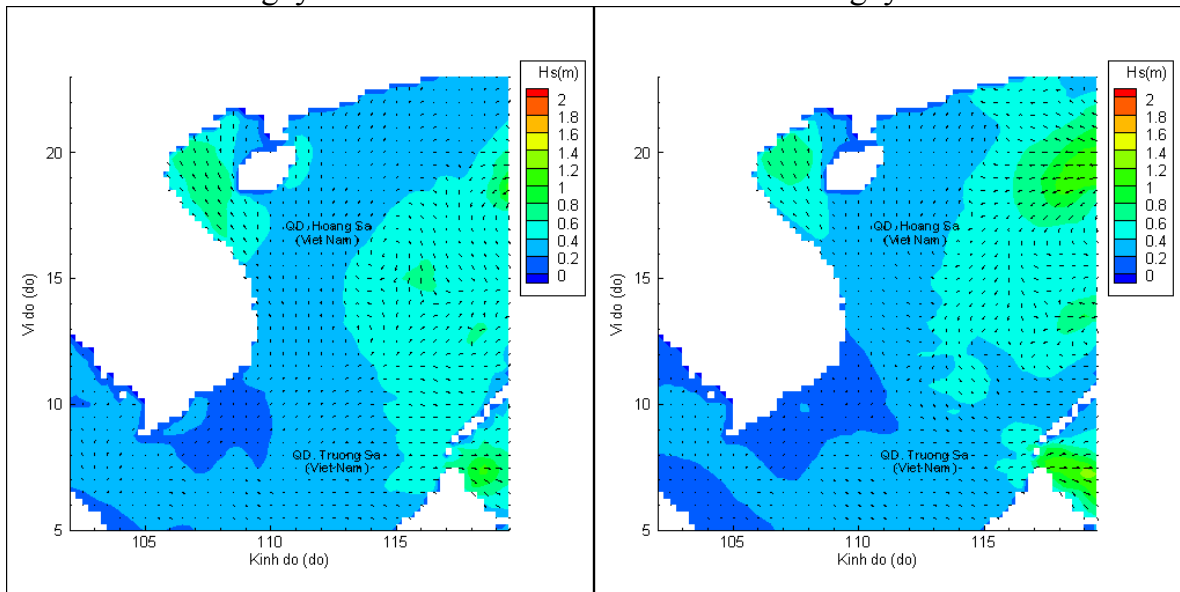 Hs(m)
2
1.8
1.6
1.4
1.2
1
0.8
0.6
0.4
0.2
0
20
15
10
5
105
110
115
Vi do (do)
Kinh do (do)
QD. Hoang Sa
(Viet Nam)
QD. Truong Sa
(Viet Nam)
Hs(m)
2
1.8
1.6
1.4
1.2
1
0.8
0.6
0.4
0.2
0
20
15
10
5
105
110
115
Vi do (do)
Kinh do (do)
QD. Hoang Sa
(Viet Nam)
QD. Truong Sa
(Viet Nam)